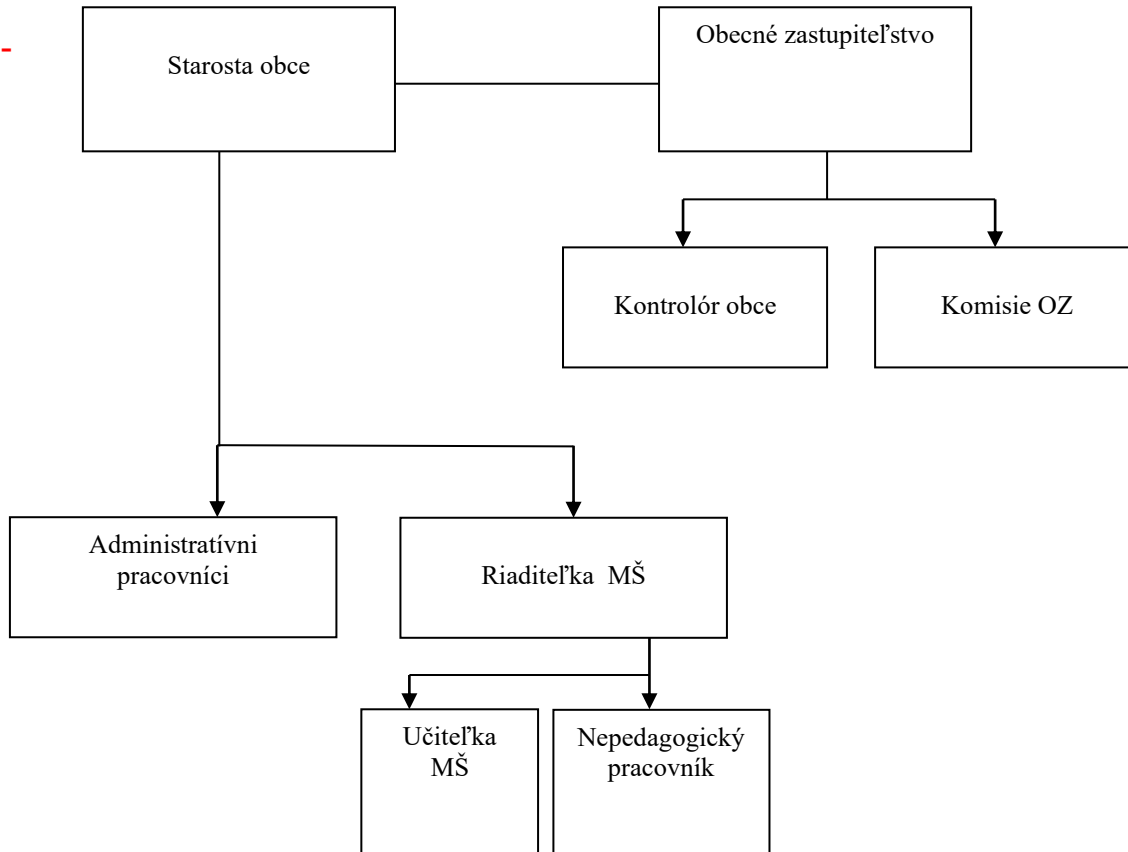 -
Starosta obce
Obecné zastupiteľstvo
Kontrolór obce
Komisie OZ
Administratívni
pracovníci
Riaditeľka  MŠ
Učiteľka
MŠ
Nepedagogický
pracovník